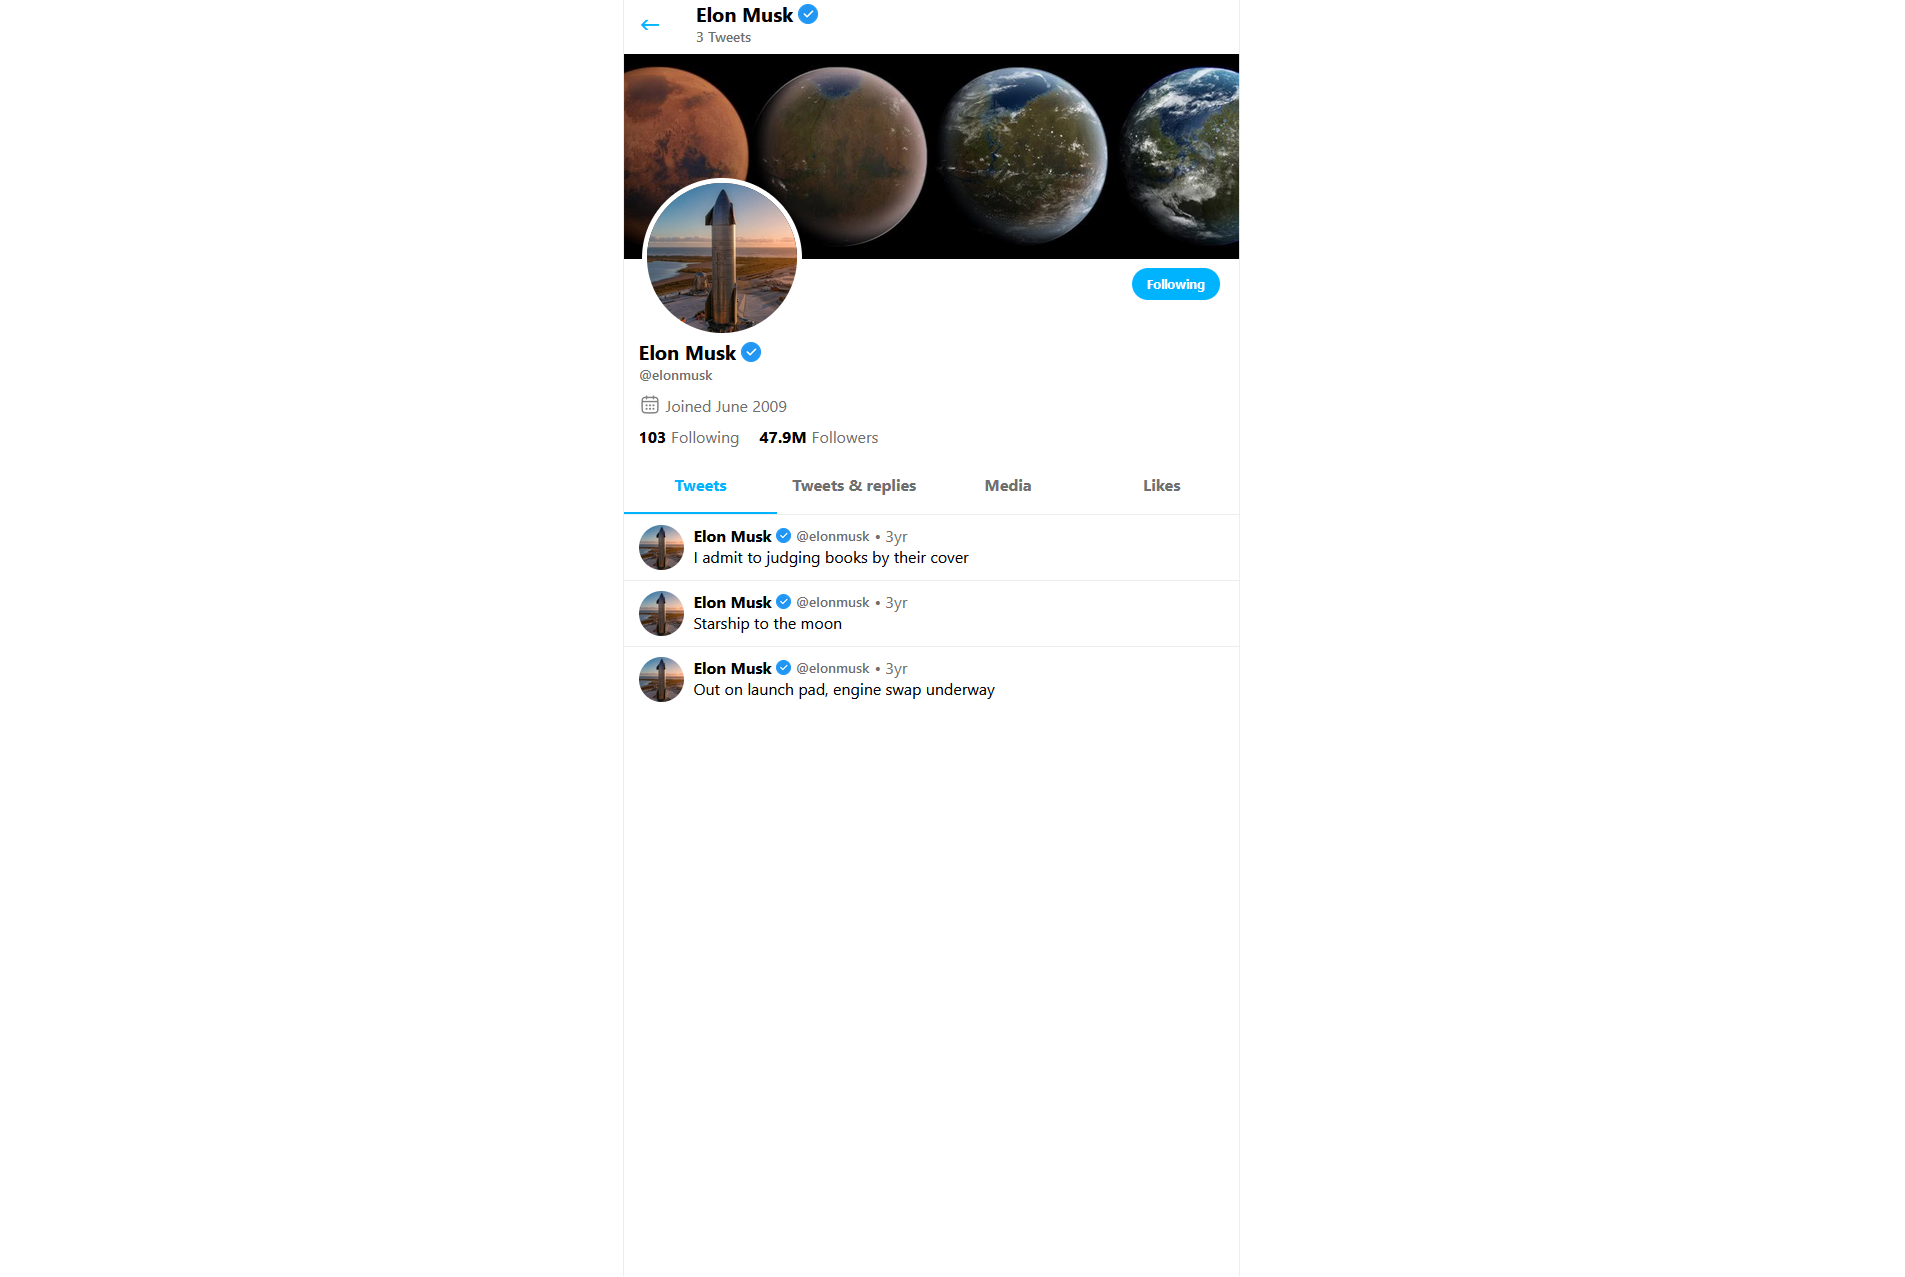 Elon Musk
3 Tweets
Following
Elon Musk
@elonmusk
Joined June 2009
103 Following 47.9M Followers
Tweets Tweets & replies Media Likes
Elon Musk @elonmusk • 3yr
I admit to judging books by their cover
Elon Musk @elonmusk • 3yr
Starship to the moon
Elon Musk @elonmusk • 3yr
Out on launch pad, engine swap underway